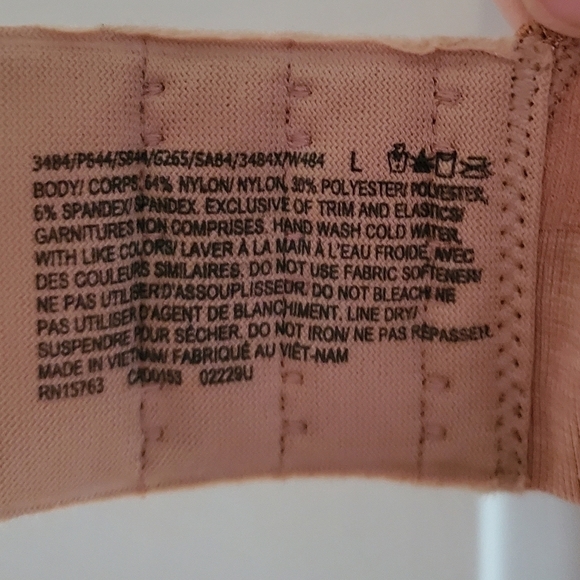 3484/P544/S844/G265/SA84/3484X/W484 L
BODY/ CORPS, 64% NYLON/ NYLON, 30% POLYESTER/ POLYESTER,
6% SPANDEX/ SPANDEX. EXCLUSIVE OF TRIM AND ELASTICS/
GARNITURES NON COMPRISES. HAND WASH COLD WATER,
WITH LIKE COLORS/ LAVER À LA MAIN À L'EAU FROIDE, AVEC
DES COULEURS SIMILAIRES. DO NOT USE FABRIC SOFTENER/
NE PAS UTILISER D'ASSOUPLISSEUR. DO NOT BLEACH/ NE
PAS UTILISER D'AGENT DE BLANCHIMENT. LINE DRY/
SUSPENDRE POUR SÉCHER. DO NOT IRON/ NE PAS REPASSER.
MADE IN VIETNAM/ FABRIQUÉ AU VIÊT-NAM
RN15763 CA00153 02229U